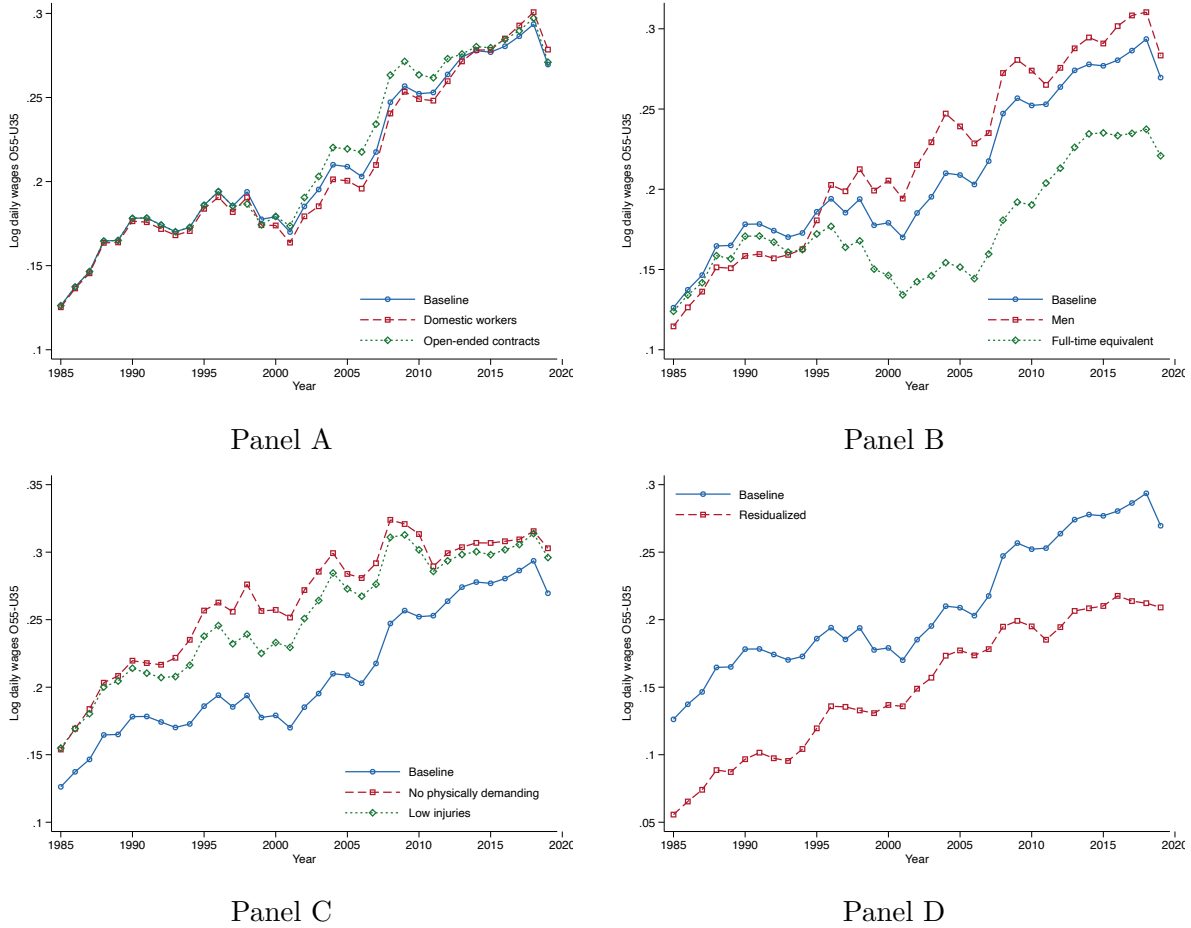 .3
.25
.2
.15
.1
Log daily wages O55-U35
Baseline
Domestic workers
Open-ended contracts
1985 1990 1995 2000 2005 2010 2015 2020
Year
Panel A
.3
.25
.2
.15
.1
Log daily wages O55-U35
Baseline
Men
Full-time equivalent
1985 1990 1995 2000 2005 2010 2015 2020
Year
Panel B
.35
.3
.25
.2
.15
.1
Log daily wages O55-U35
Baseline
No physically demanding
Low injuries
1985 1990 1995 2000 2005 2010 2015 2020
Year
Panel C
.3
.25
.2
.15
.1
.05
Log daily wages O55-U35
Baseline
Residualized
1985 1990 1995 2000 2005 2010 2015 2020
Year
Panel D